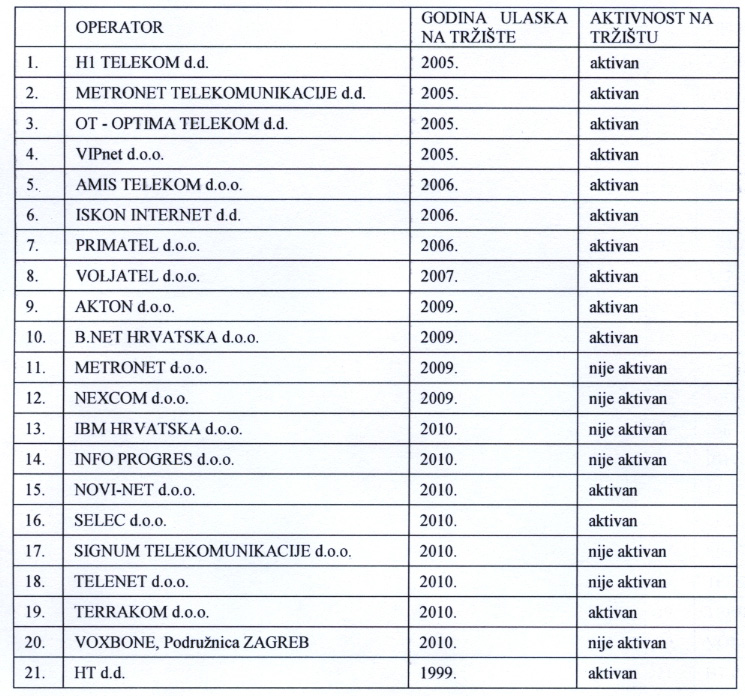 OPERATOR GODINA ULASKA NA TRŽIŠTE AKTIVNOST NA TRŽIŠTU
1. H1 TELEKOM d.d. 2005. aktivan
2. METRONET TELEKOMUNIKACIJE d.d. 2005. aktivan
3. OT - OPTIMA TELEKOM d.d. 2005. aktivan
4. VIPnet d.o.o. 2005. aktivan
5. AMIS TELEKOM d.o.o. 2006. aktivan
6. ISKON INTERNET d.d. 2006. aktivan
7. PRIMATEL d.o.o. 2006. aktivan
8. VOLJATEL d.o.o. 2007. aktivan
9. AKTON d.o.o. 2009. aktivan
10. B.NET HRVATSKA d.o.o. 2009. aktivan
11. METRONET d.o.o. 2009. nije aktivan
12. NEXCOM d.o.o. 2009. nije aktivan
13. IBM HRVATSKA d.o.o. 2010. nije aktivan
14. INFO PROGRES d.o.o. 2010. nije aktivan
15. NOVI-NET d.o.o. 2010. aktivan
16. SELEC d.o.o. 2010. aktivan
17. SIGNUM TELEKOMUNIKACIJE d.o.o. 2010. nije aktivan
18. TELENET d.o.o. 2010. nije aktivan
19. TERRAKOM d.o.o. 2010. aktivan
20. VOXBONE, Podružnica ZAGREB 2010. nije aktivan
21. HT d.d. 1999. aktivan